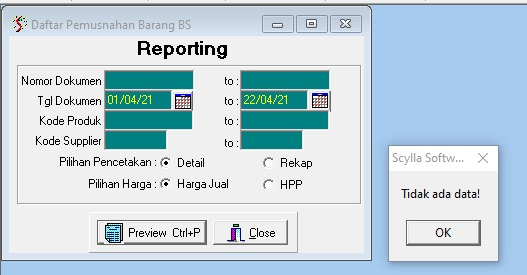 Daftar Pemusnahan Barang BS
Reporting
Nomor Dokumen to :
Tgl Dokumen 01/04/21 to : 22/04/21
Kode Produk to :
Kode Supplier to :
Pilihan Pencetakan : Detail Rekap
Pilihan Harga : Harga Jual HPP
Preview Ctrl+P Close
Scylla Softw...
Tidak ada data!
OK